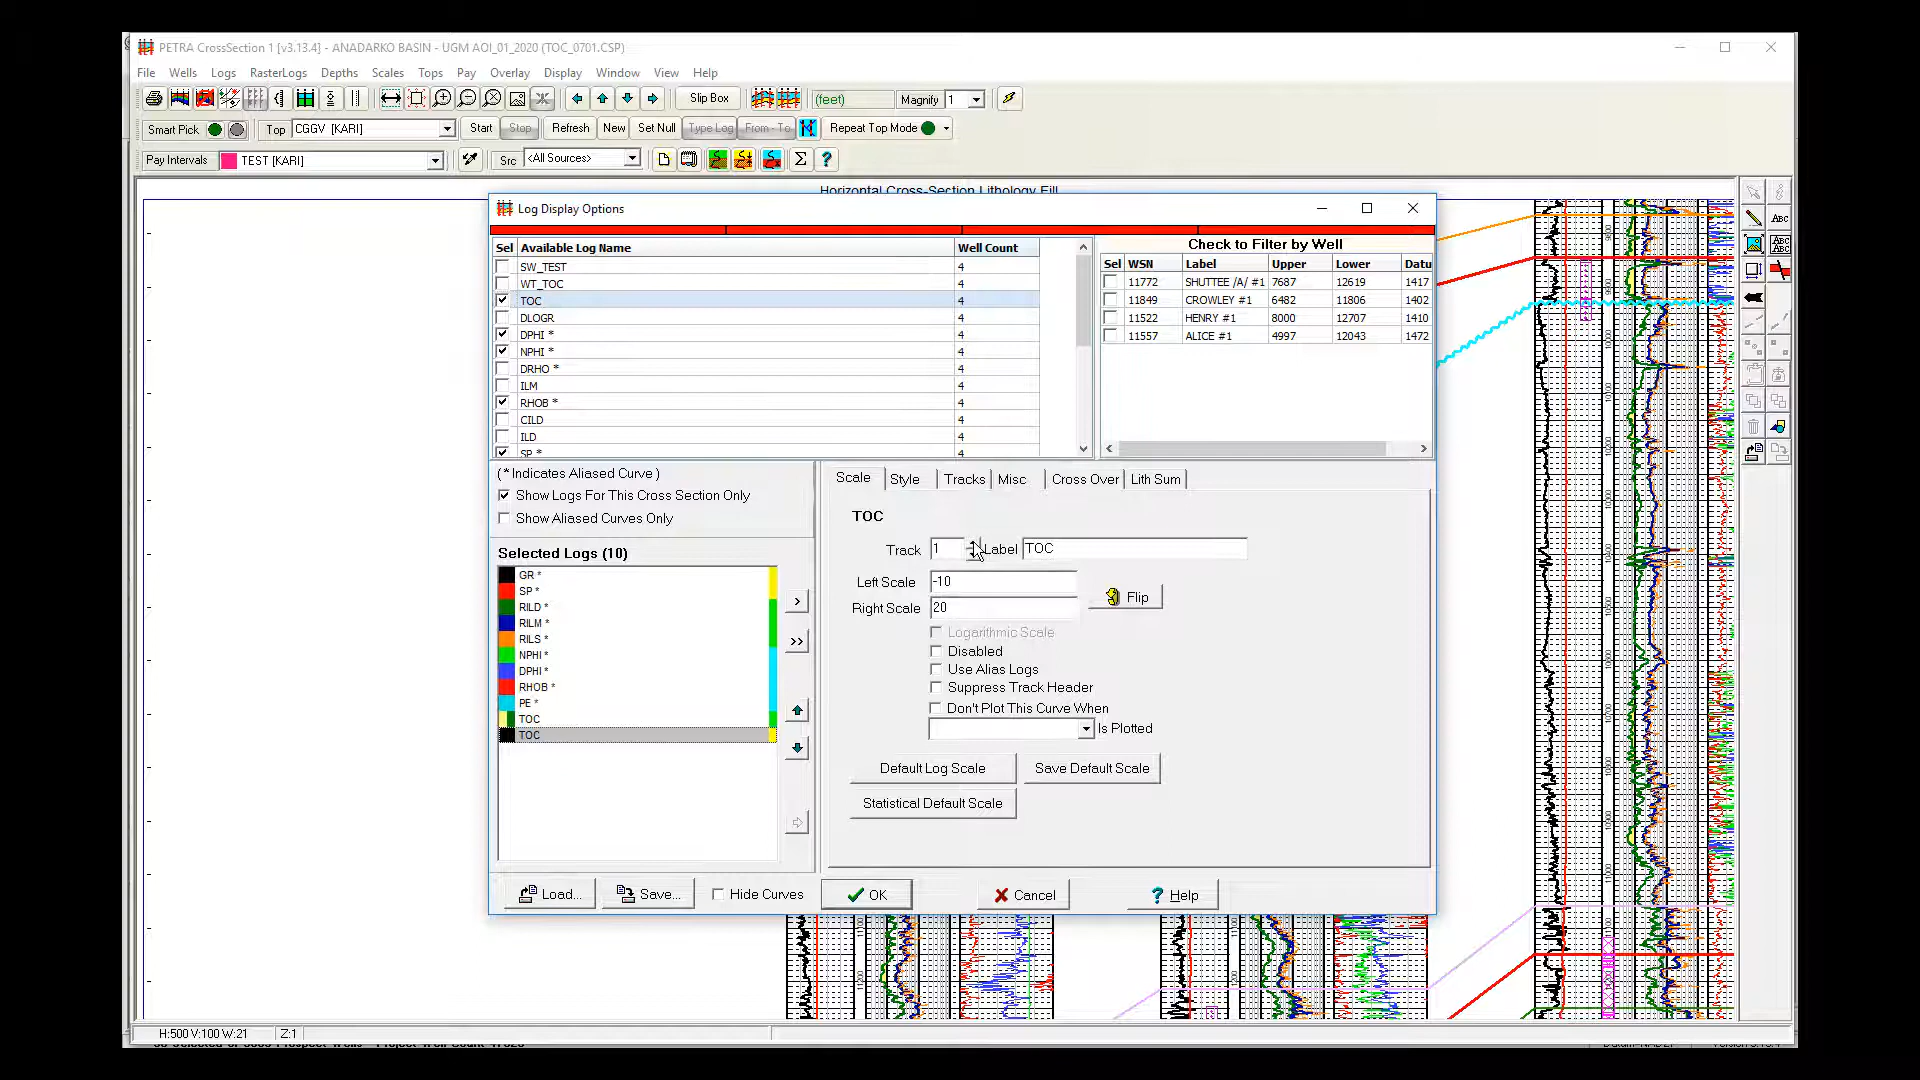 PETRA CrossSection 1 [v3.13.4] - ANADARKO BASIN - UGM AOI_01_2020 (TOC_0701.CSP)
File Wells Logs RasterLogs Depths Scales Tops Pay Overlay Display Window View Help
Slip Box (feet) Magnify 1
Smart Pick Top CGGV [KARI] Start Stop Refresh New Set Null Type Log From - To Repeat Top Mode
Pay Intervals TEST [KARI] Src <All Sources>
Horizontal Cross-Section Lithology Fill
Log Display Options
Sel Available Log Name Well Count
SW_TEST 4
WT_TOC 4
TOC 4
DLOGR 4
DPHI * 4
NPHI * 4
DRHO * 4
ILM 4
RHOB * 4
CILD 4
ILD 4
SP * 4
Check to Filter by Well
Sel WSN Label Upper Lower Datu
11772 SHUTTEE /A/ #1 7687 12619 1417
11849 CROWLEY #1 6482 11806 1402
11522 HENRY #1 8000 12707 1410
11557 ALICE #1 4997 12043 1472
( * Indicates Aliased Curve )
Show Logs For This Cross Section Only
Show Aliased Curves Only
Selected Logs (10)
GR *
SP *
RILD *
RILM *
RILS *
NPHI *
DPHI *
RHOB *
PE *
TOC
TOC
Scale Style Tracks Misc Cross Over Lith Sum
TOC
Track 1 Label TOC
Left Scale -10
Right Scale 20
Flip
Logarithmic Scale
Disabled
Use Alias Logs
Suppress Track Header
Don't Plot This Curve When
Is Plotted
Default Log Scale Save Default Scale
Statistical Default Scale
Load... Save... Hide Curves OK Cancel Help
H:500 V:100 W:21 Z:1